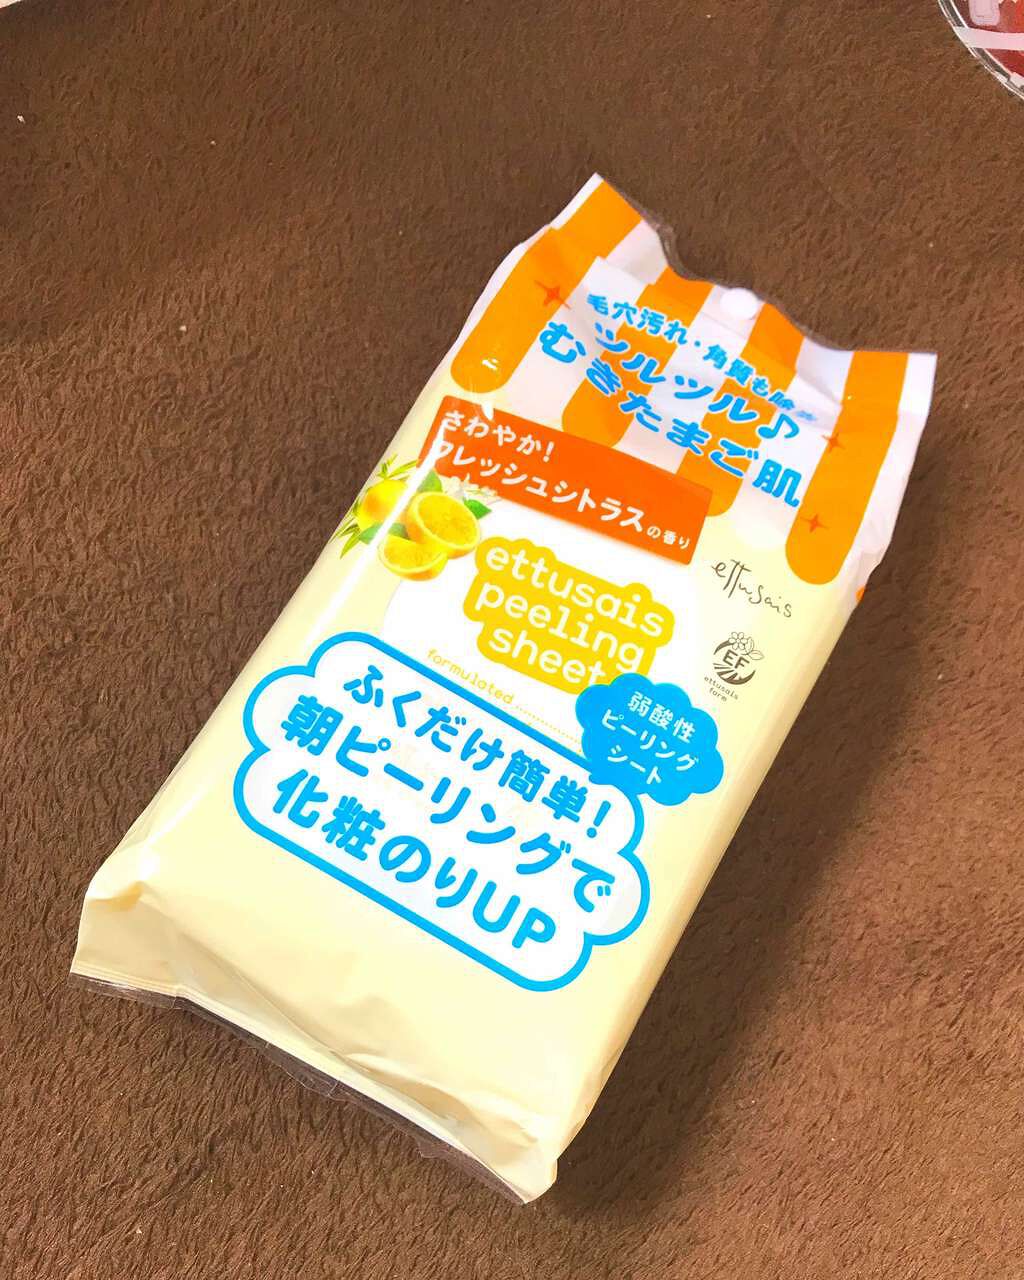 毛穴汚れ・角質も除去
ツルツル♪
むきたまご肌
さわやか！
フレッシュシトラスの香り
ettusais
peeling
sheet
formulated
ettusais
EF
ettusais
farm
弱酸性
ピーリング
シート
ふくだけ簡単！
朝ピーリングで
化粧のりUP